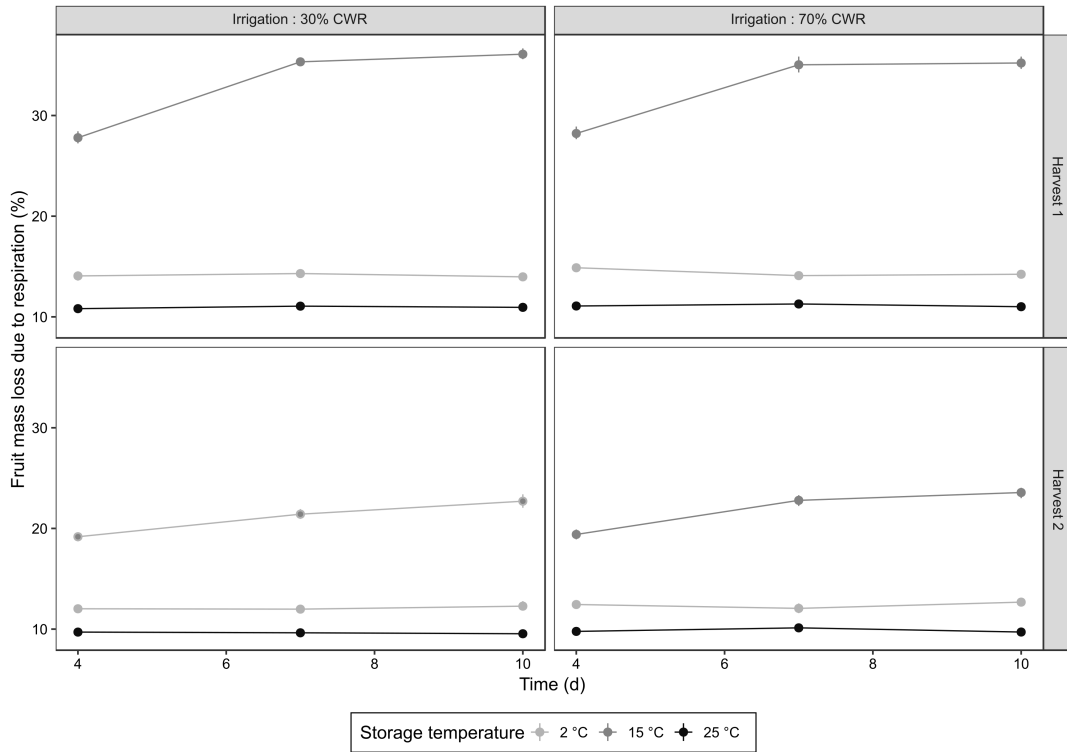 Irrigation : 30% CWR
Irrigation : 70% CWR
Fruit mass loss due to respiration (%)
30
20
10
Harvest 1
30
20
10
Harvest 2
4 6 8 10
4 6 8 10
Time (d)
Storage temperature 2 °C 15 °C 25 °C